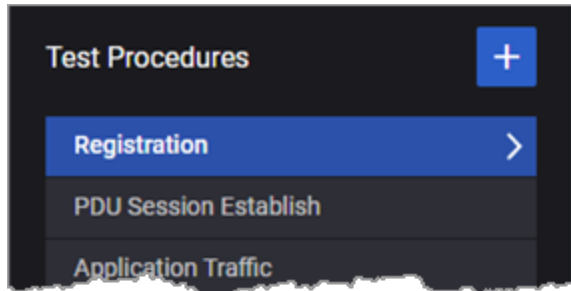 Test Procedures
Registration
PDU Session Establish
Application Traffic